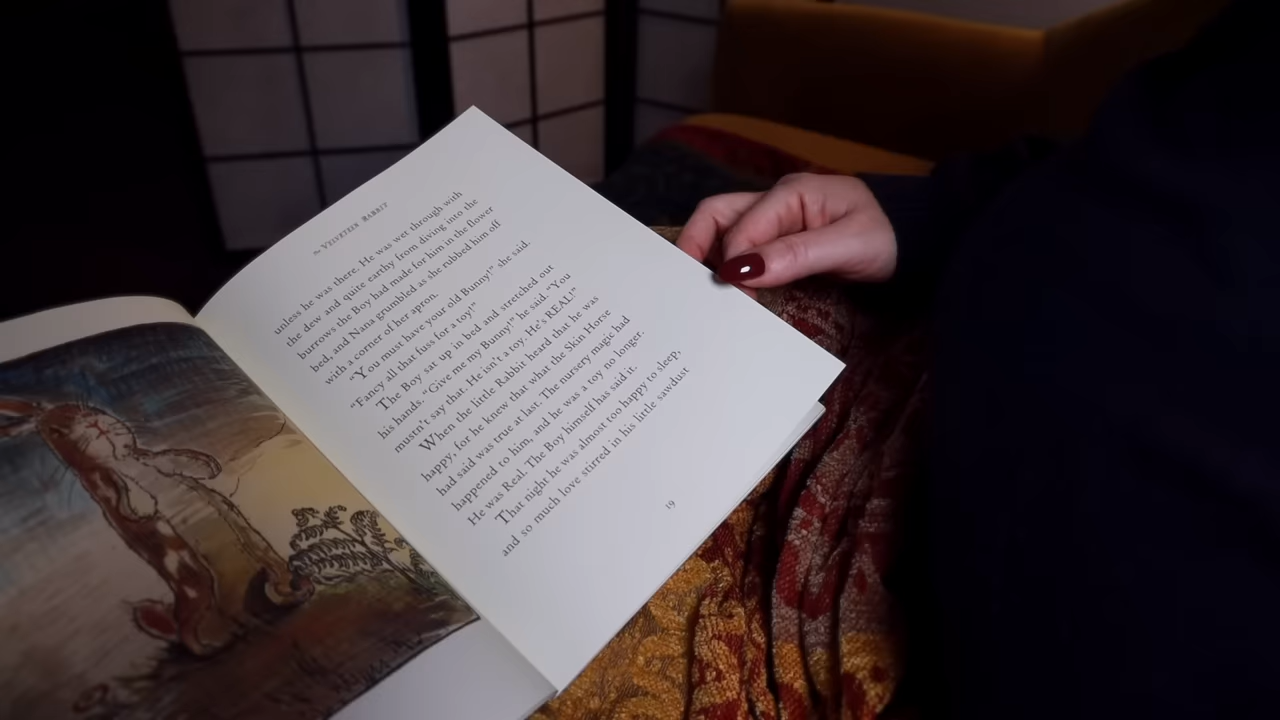 ~ VELVETEEN RABBIT
unless he was there. He was wet through with
the dew and quite earthy from diving into the
burrows the Boy had made for him in the flower
bed, and Nana grumbled as she rubbed him off
with a corner of her apron.
“You must have your old Bunny!” she said.
“Fancy all that fuss for a toy!”
The Boy sat up in bed and stretched out
his hands. “Give me my Bunny!” he said. “You
mustn’t say that. He isn’t a toy. He’s REAL!”
When the little Rabbit heard that he was
happy, for he knew that what the Skin Horse
had said was true at last. The nursery magic had
happened to him, and he was a toy no longer.
He was Real. The Boy himself has said it.
That night he was almost too happy to sleep,
and so much love stirred in his little sawdust
19